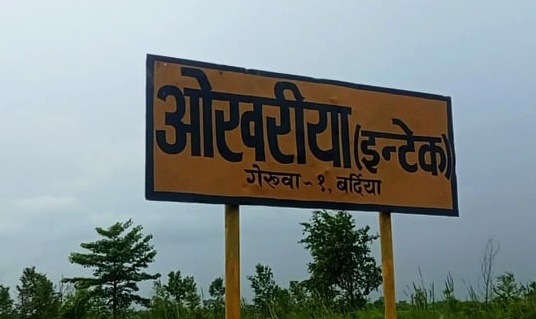 ओखरीया (इन्टेक)
गेरुवा - १, बर्दिया